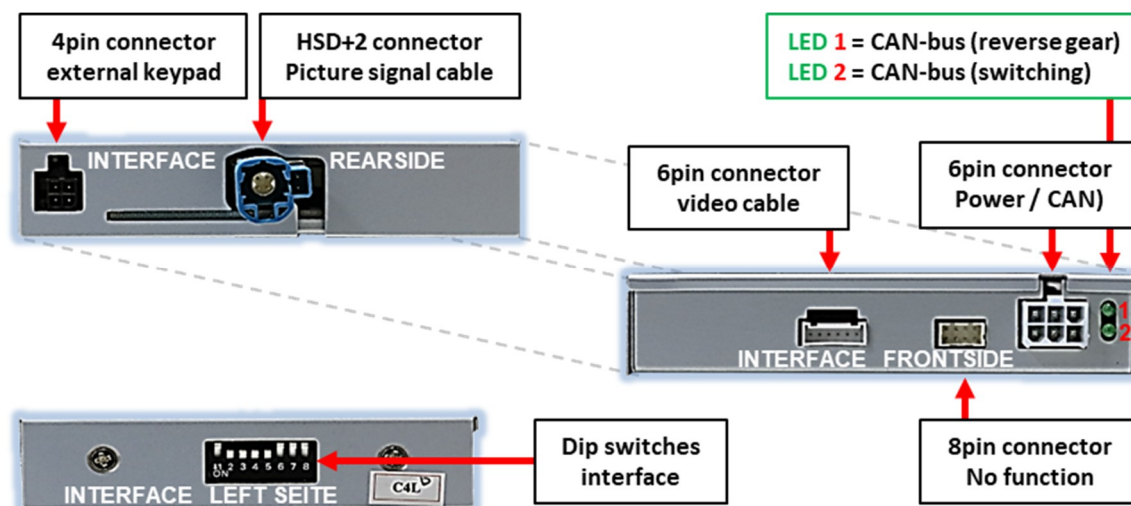 4pin connector
external keypad
HSD+2 connector
Picture signal cable
LED 1 = CAN-bus (reverse gear)
LED 2 = CAN-bus (switching)
INTERFACE REARSIDE
6pin connector
video cable
6pin connector
Power / CAN)
1
2
INTERFACE FRONTSIDE
1 2 3 4 5 6 7 8
ON
INTERFACE LEFT SEITE
C4L
Dip switches
interface
8pin connector
No function